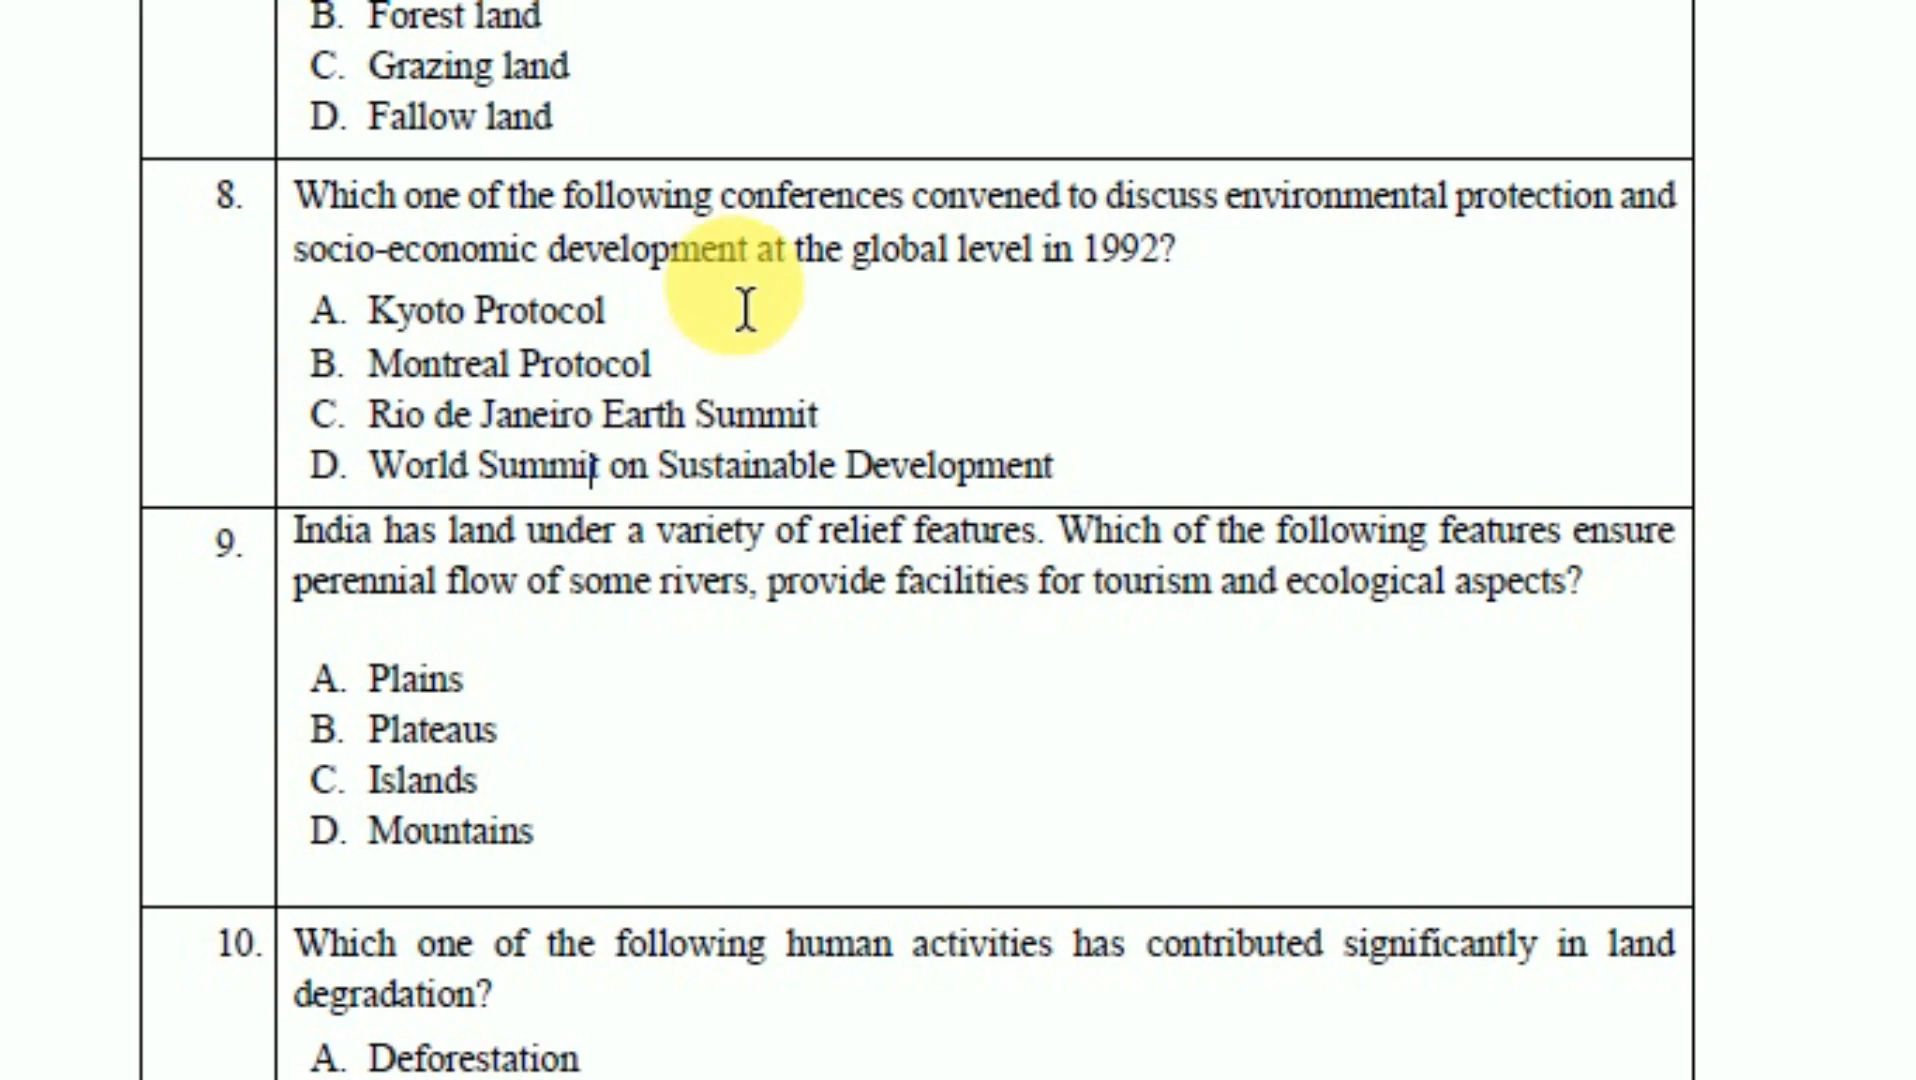 B. Forest land
C. Grazing land
D. Fallow land
8. Which one of the following conferences convened to discuss environmental protection and
socio-economic development at the global level in 1992?
A. Kyoto Protocol
B. Montreal Protocol
C. Rio de Janeiro Earth Summit
D. World Summit on Sustainable Development
9. India has land under a variety of relief features. Which of the following features ensure
perennial flow of some rivers, provide facilities for tourism and ecological aspects?
A. Plains
B. Plateaus
C. Islands
D. Mountains
10. Which one of the following human activities has contributed significantly in land
degradation?
A. Deforestation